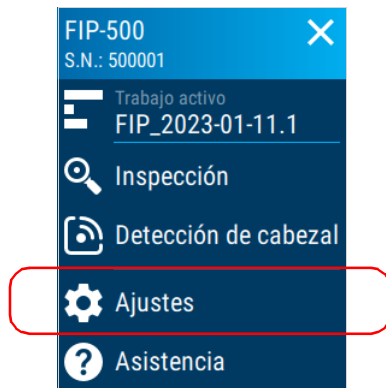 FIP-500
S.N.: 500001
Trabajo activo
FIP_2023-01-11.1
Inspección
Detección de cabezal
Ajustes
Asistencia